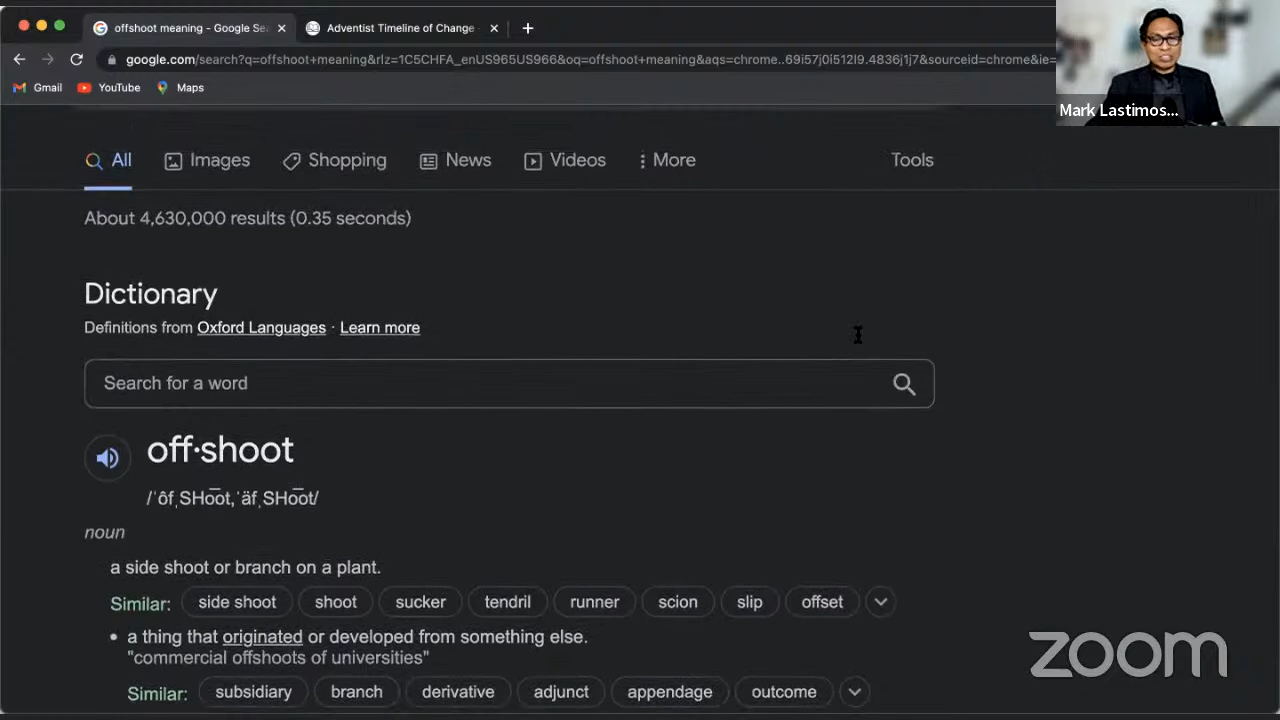 offshoot meaning - Google Se
Adventist Timeline of Change
google.com/search?q=offshoot+meaning&rlz=1C5CHFA_enUS965US966&oq=offshoot+meaning&aqs=chrome..69i57j0i512l9.4836j1j7&sourceid=chrome&ie=
Gmail YouTube Maps
Mark Lastimos...
All Images Shopping News Videos More Tools
About 4,630,000 results (0.35 seconds)
Dictionary
Definitions from Oxford Languages · Learn more
Search for a word
off·shoot
/ˈôfˌSHo͞ot,ˈäfˌSHo͞ot/
noun
a side shoot or branch on a plant.
Similar: side shoot shoot sucker tendril runner scion slip offset
• a thing that originated or developed from something else.
"commercial offshoots of universities"
Similar: subsidiary branch derivative adjunct appendage outcome
zoom